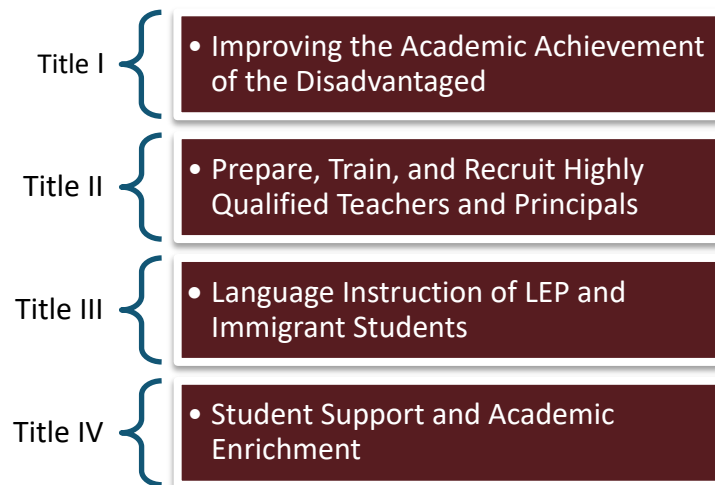 Title I
• Improving the Academic Achievement
of the Disadvantaged
Title II
• Prepare, Train, and Recruit Highly
Qualified Teachers and Principals
Title III
• Language Instruction of LEP and
Immigrant Students
Title IV
• Student Support and Academic
Enrichment